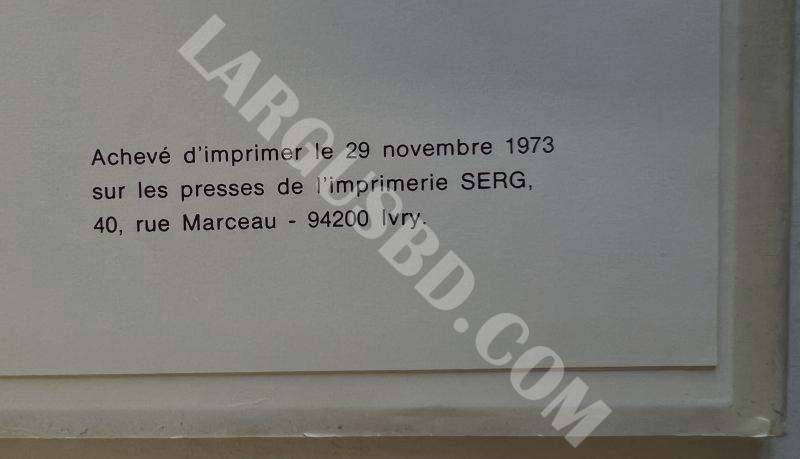 Achevé d'imprimer le 29 novembre 1973
sur les presses de l'imprimerie SERG,
40, rue Marceau - 94200 Ivry.
LARGUSBD.COM